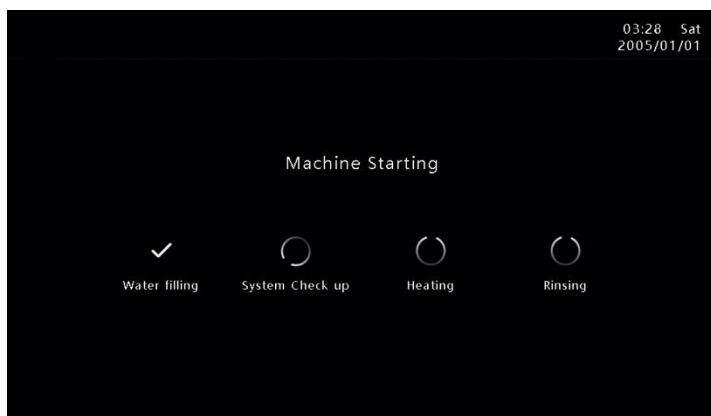 03:28 Sat
2005/01/01
Machine Starting
Water filling
System Check up
Heating
Rinsing